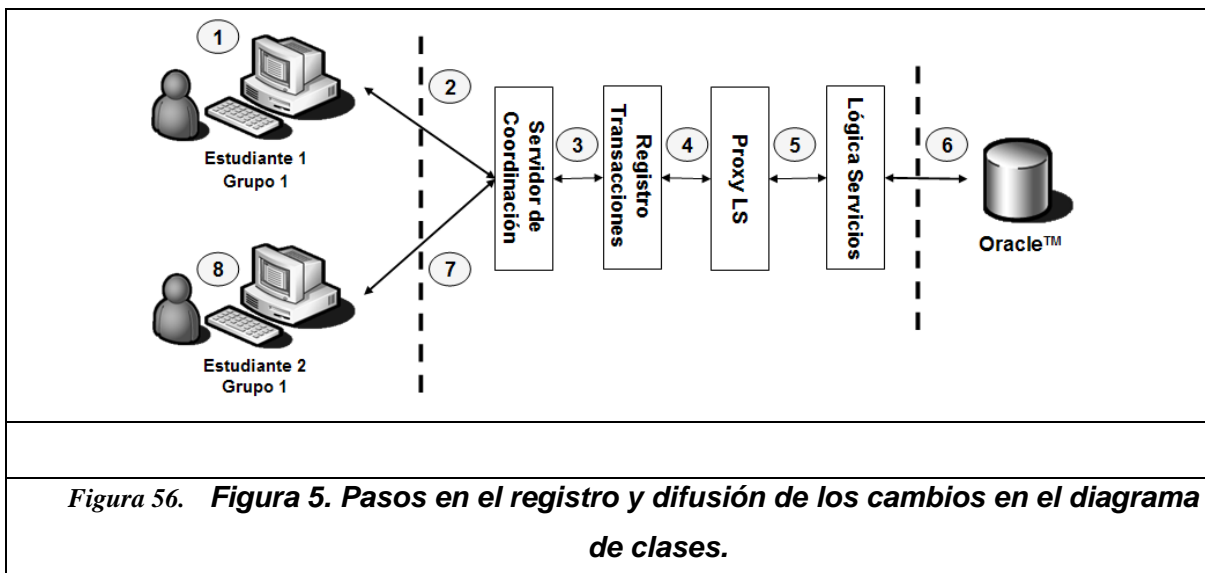 1
Estudiante 1
Grupo 1
2
Servidor de
Coordinación
3
Registro
Transacciones
4
Proxy LS
5
Lógica Servicios
6
Oracle™
7
8
Estudiante 2
Grupo 1
Figura 56. Figura 5. Pasos en el registro y difusión de los cambios en el diagrama
de clases.